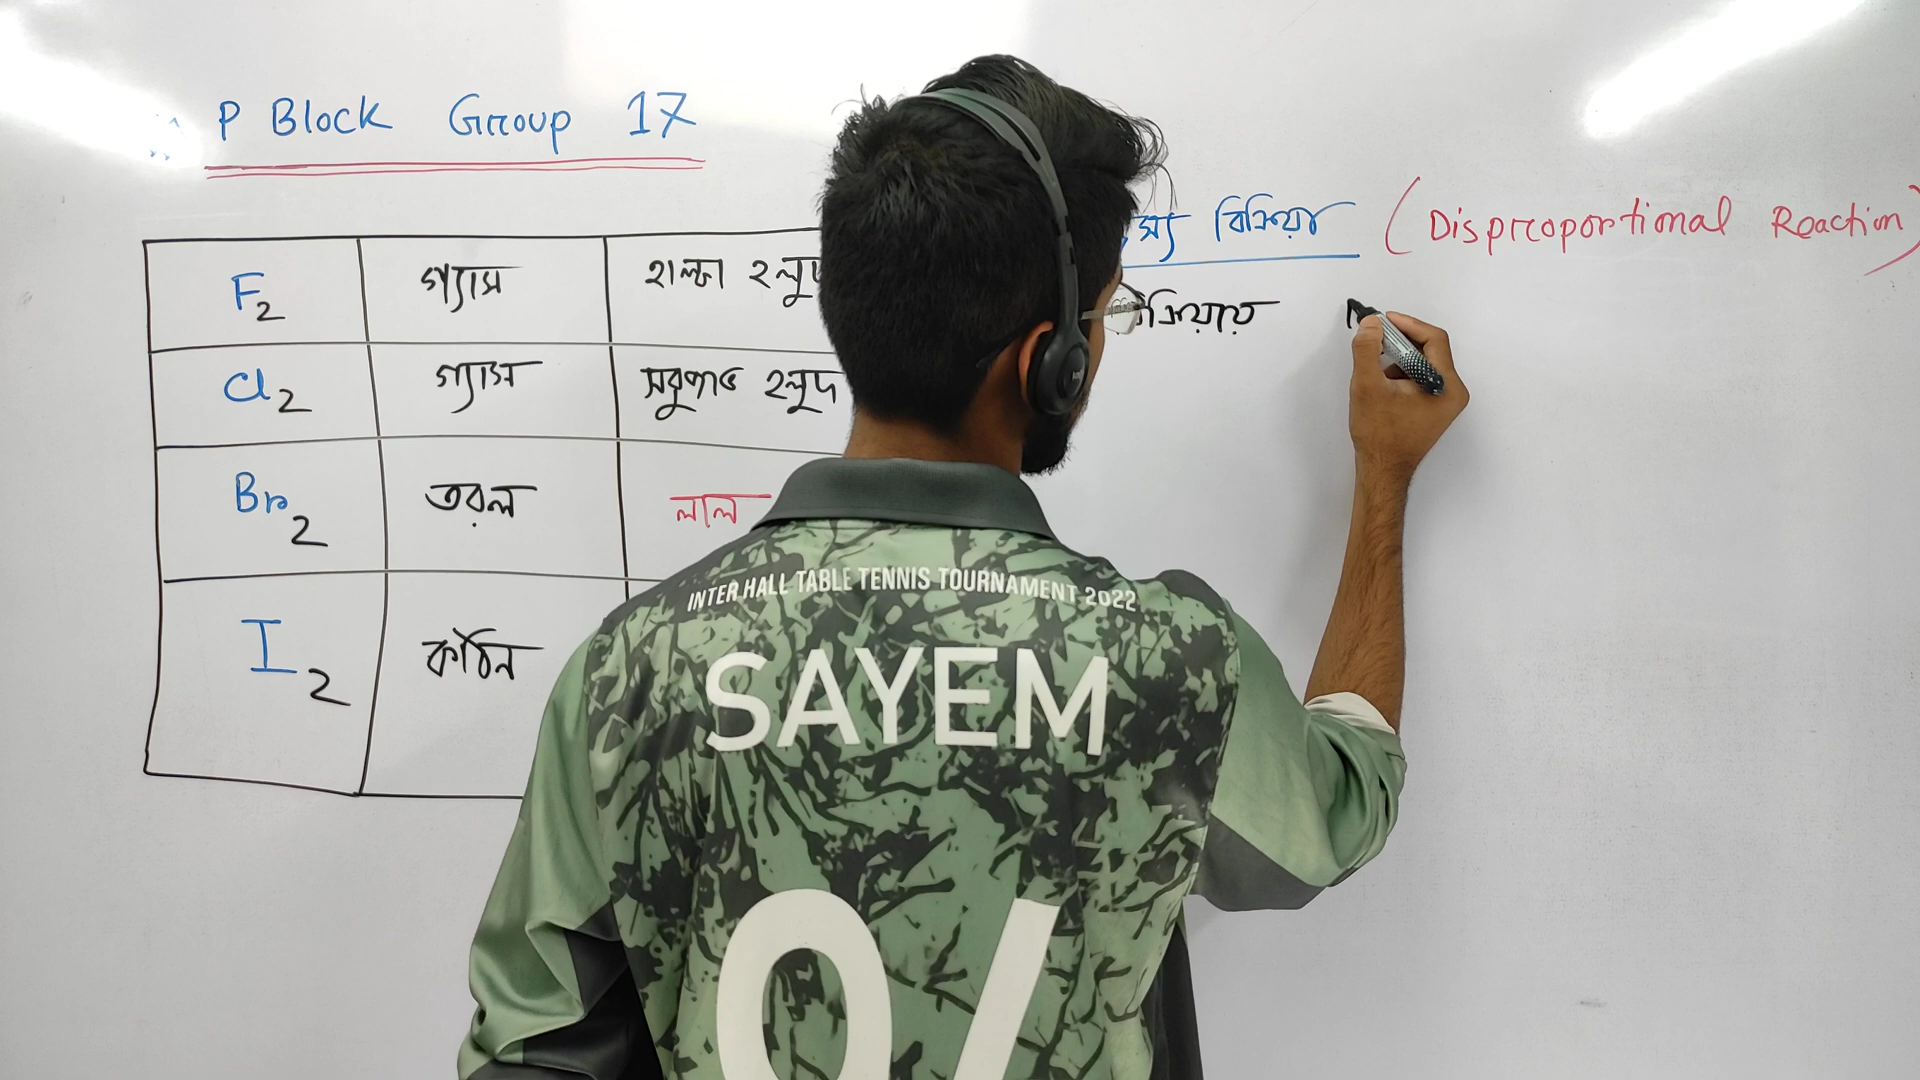 P Block Group 17
F2 গ্যাস হাল্কা হলুদ
Cl2 গ্যাস সবুজাভ হলুদ
Br2 তরল লাল
I2 কঠিন
বিক্রিয়া (Disproportional Reaction)
বিক্রিয়ায়
INTER HALL TABLE TENNIS TOURNAMENT 2022
SAYEM